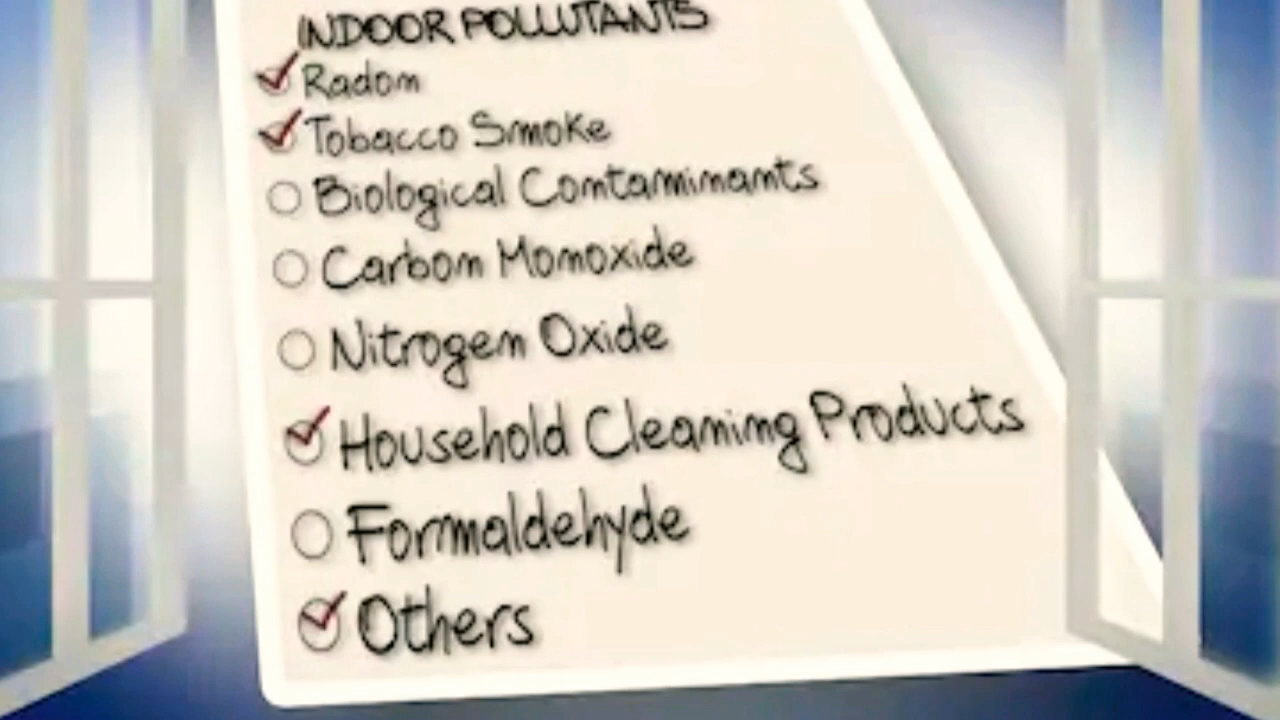 INDOOR POLLUTANTS
Radon
Tobacco Smoke
Biological Contaminants
Carbon Monoxide
Nitrogen Oxide
Household Cleaning Products
Formaldehyde
Others